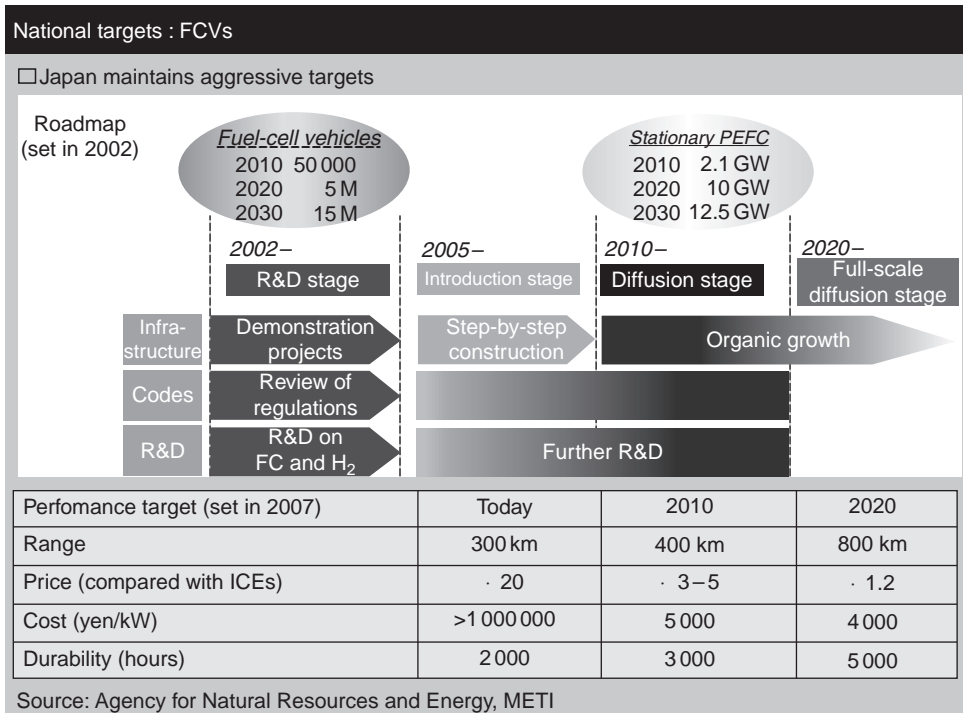 National targets : FCVs
□Japan maintains aggressive targets
Roadmap
(set in 2002)
Fuel-cell vehicles
2010 50 000
2020 5 M
2030 15 M
Stationary PEFC
2010 2.1 GW
2020 10 GW
2030 12.5 GW
2002–
2005–
2010–
2020–
R&D stage
Introduction stage
Diffusion stage
Full-scale
diffusion stage
Infra-
structure
Demonstration
projects
Step-by-step
construction
Organic growth
Codes
Review of
regulations
R&D
R&D on
FC and H2
Further R&D
Perfomance target (set in 2007) Today 2010 2020
Range 300 km 400 km 800 km
Price (compared with ICEs) · 20 · 3–5 · 1.2
Cost (yen/kW) >1 000 000 5 000 4 000
Durability (hours) 2 000 3 000 5 000
Source: Agency for Natural Resources and Energy, METI